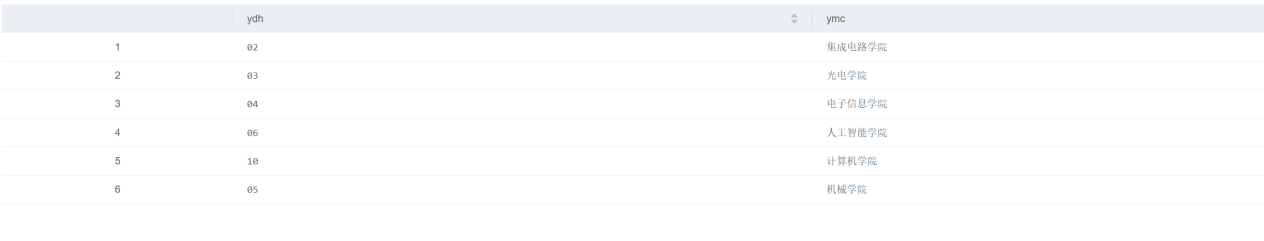 ydh ymc
1 02 集成电路学院
2 03 光电学院
3 04 电子信息学院
4 06 人工智能学院
5 10 计算机学院
6 05 机械学院